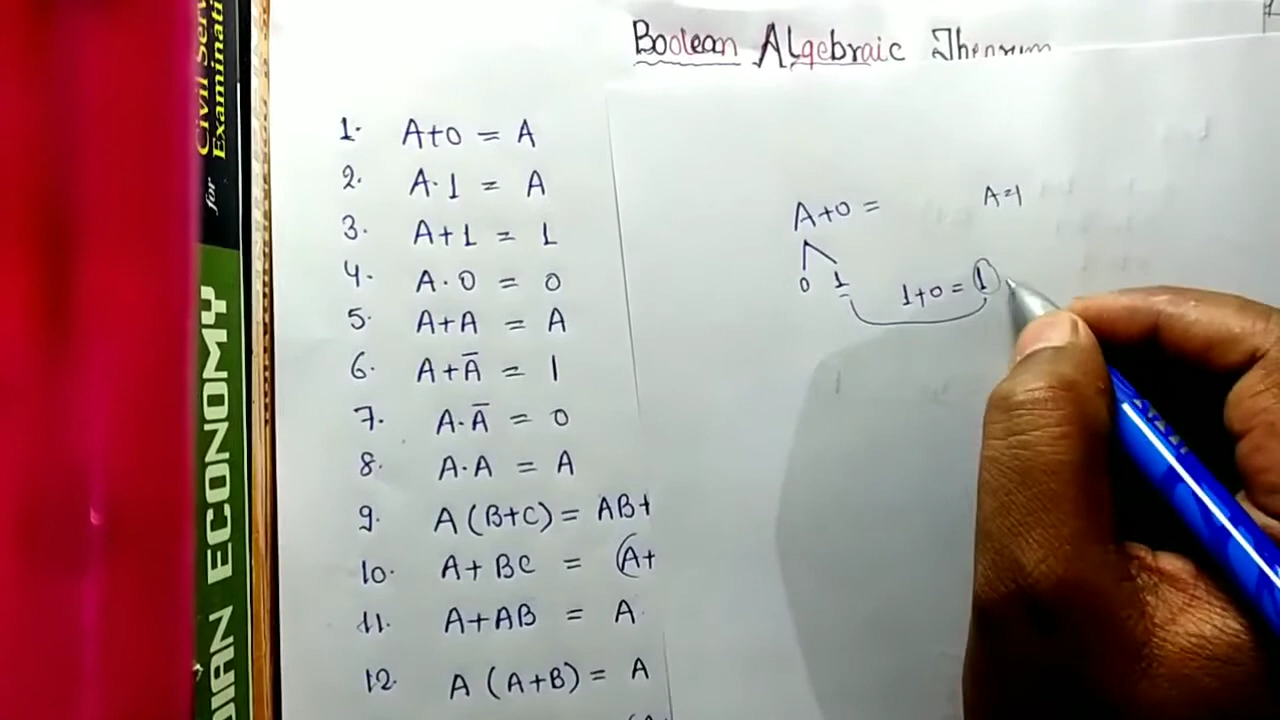 Boolean Algebraic
1. A+0 = A
2. A·1 = A
3. A+1 = 1
4. A·0 = 0
5. A+A = A
6. A+Ā = 1
7. A·Ā = 0
8. A·A = A
9. A(B+C) = AB+
10. A+BC = (A+
11. A+AB = A
12. A(A+B) = A
A+0 =
A=1
0 1
1+0 = 1
for Civil Serv
Examinati
DIAN ECONOMY